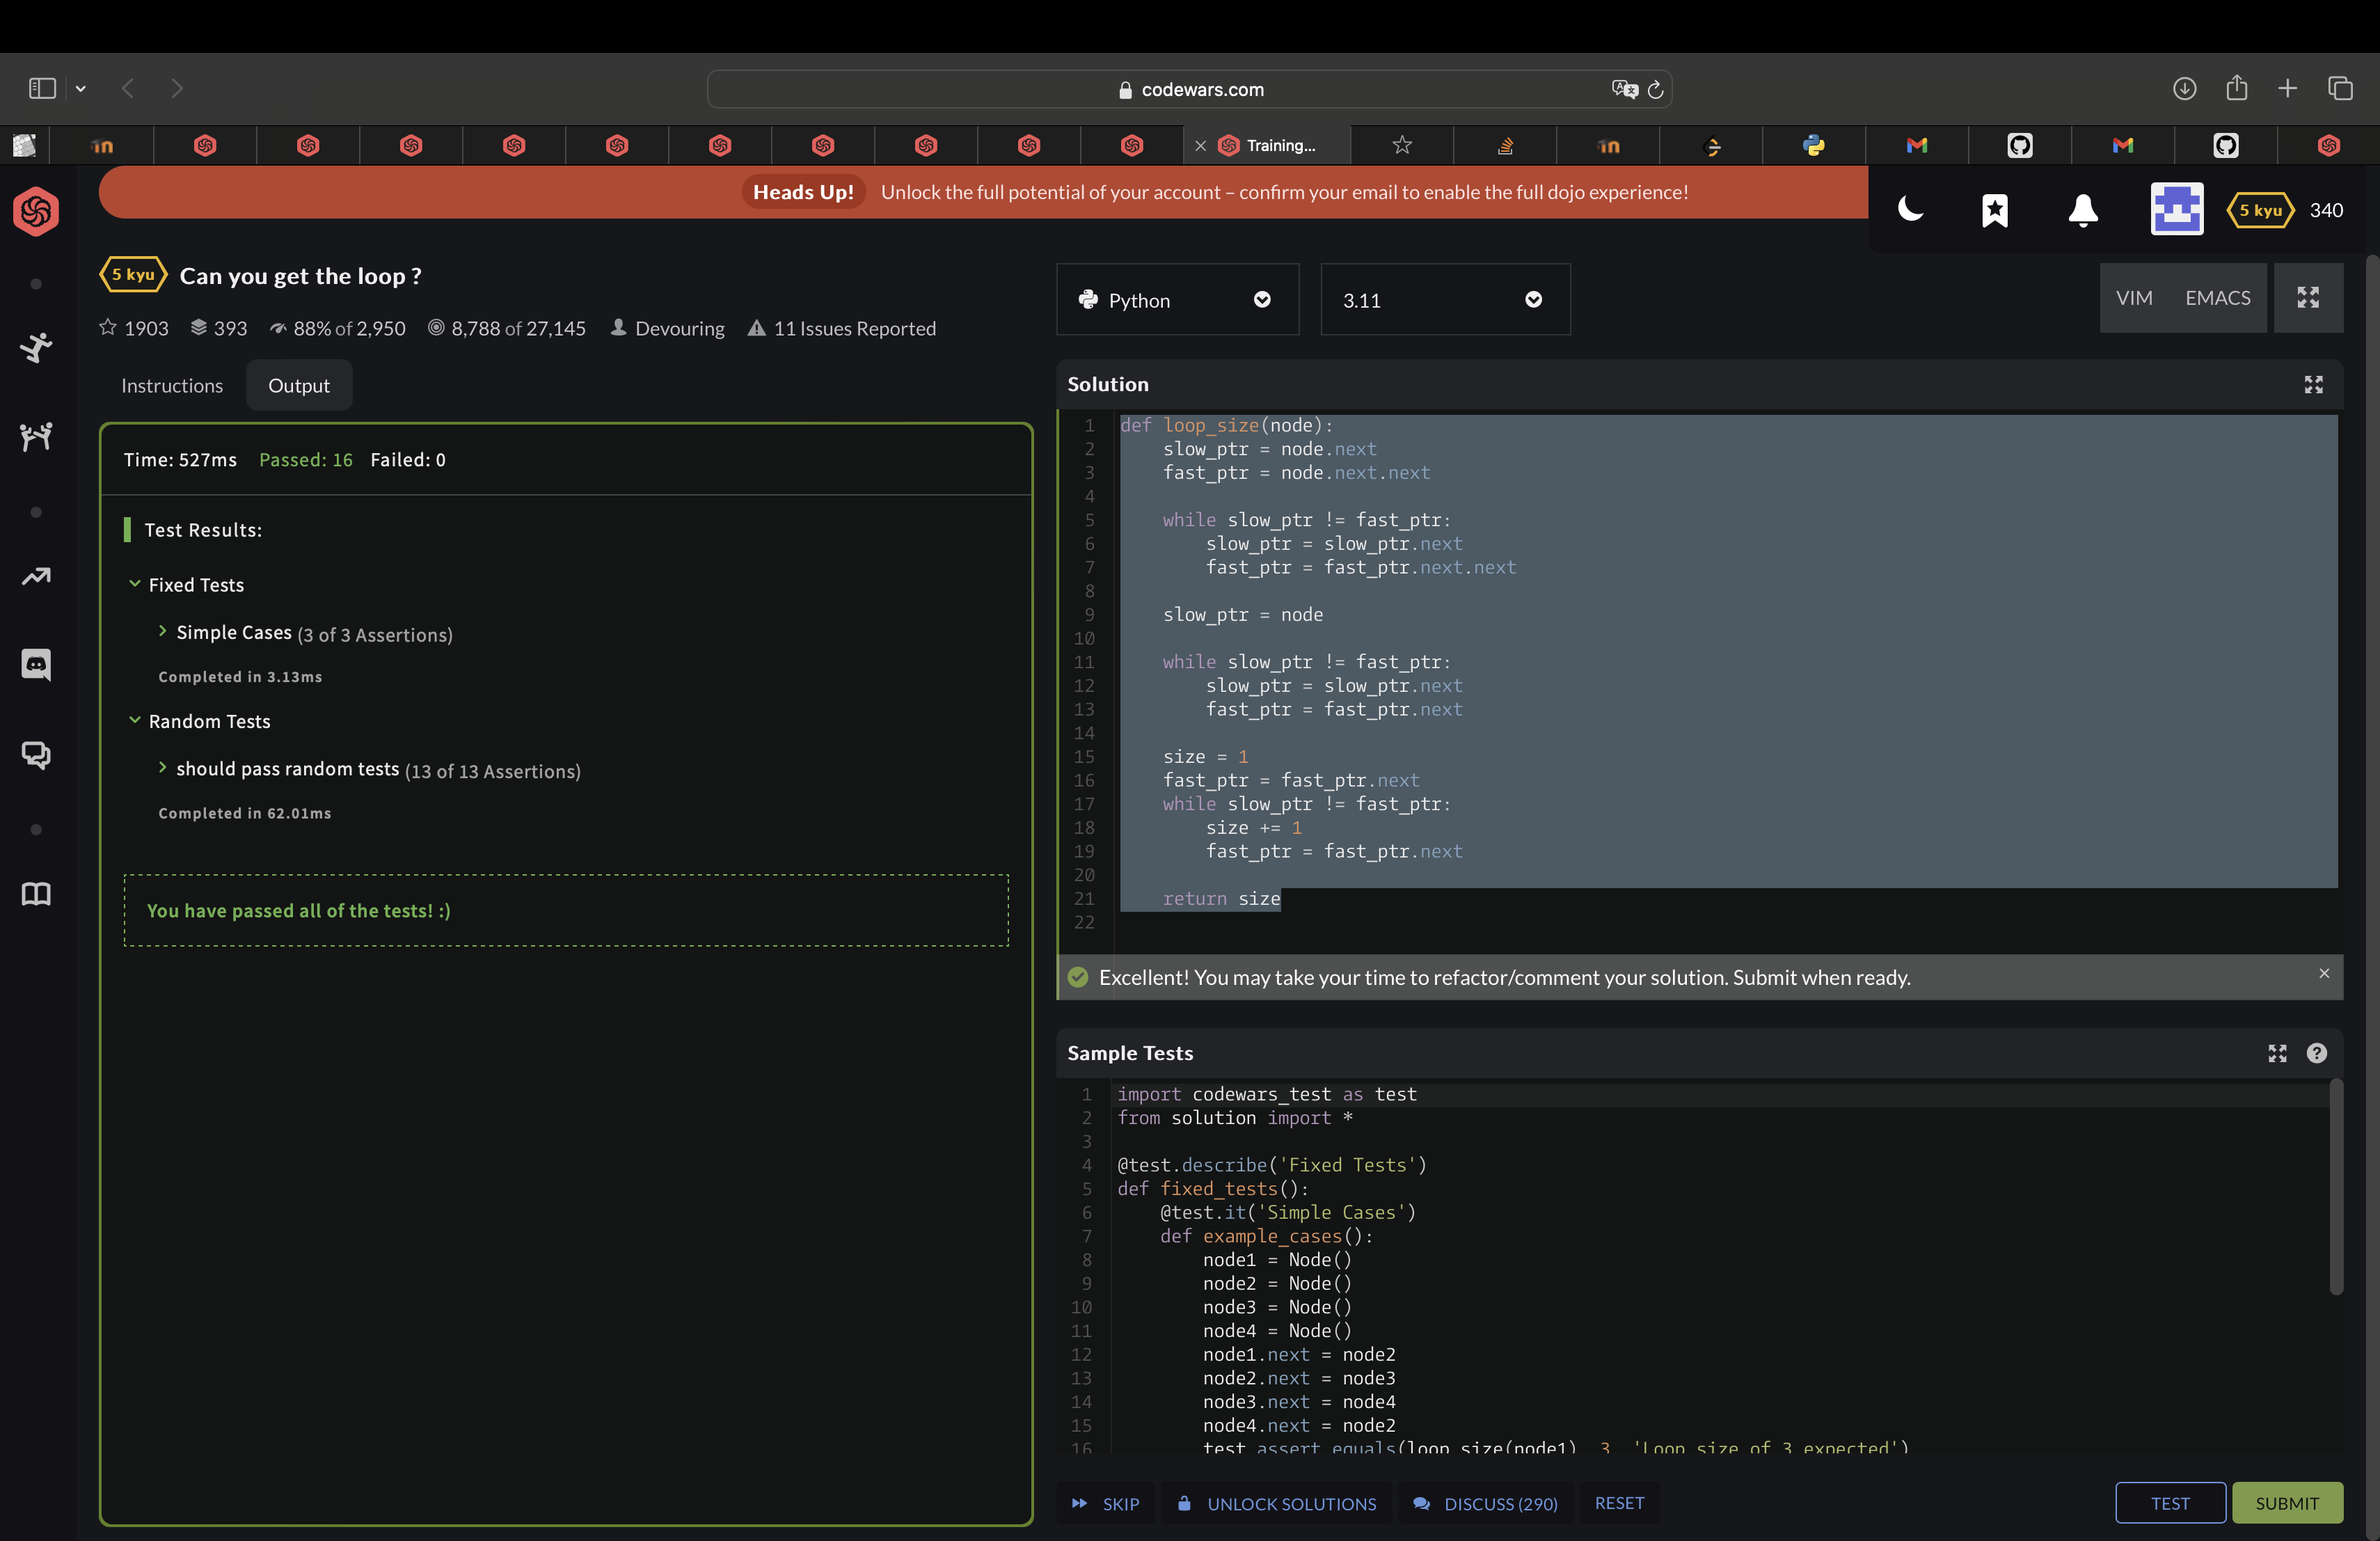 codewars.com
Training...
Heads Up! Unlock the full potential of your account – confirm your email to enable the full dojo experience!
5 kyu 340
5 kyu Can you get the loop ?
1903 393 88% of 2,950 8,788 of 27,145 Devouring 11 Issues Reported
Instructions Output
Time: 527ms Passed: 16 Failed: 0
Test Results:
Fixed Tests
Simple Cases (3 of 3 Assertions)
Completed in 3.13ms
Random Tests
should pass random tests (13 of 13 Assertions)
Completed in 62.01ms
You have passed all of the tests! :)
Python 3.11 VIM EMACS
Solution
1 def loop_size(node):
2     slow_ptr = node.next
3     fast_ptr = node.next.next
4
5     while slow_ptr != fast_ptr:
6         slow_ptr = slow_ptr.next
7         fast_ptr = fast_ptr.next.next
8
9     slow_ptr = node
10
11     while slow_ptr != fast_ptr:
12         slow_ptr = slow_ptr.next
13         fast_ptr = fast_ptr.next
14
15     size = 1
16     fast_ptr = fast_ptr.next
17     while slow_ptr != fast_ptr:
18         size += 1
19         fast_ptr = fast_ptr.next
20
21     return size
22
Excellent! You may take your time to refactor/comment your solution. Submit when ready.
Sample Tests
1 import codewars_test as test
2 from solution import *
3
4 @test.describe('Fixed Tests')
5 def fixed_tests():
6     @test.it('Simple Cases')
7     def example_cases():
8         node1 = Node()
9         node2 = Node()
10         node3 = Node()
11         node4 = Node()
12         node1.next = node2
13         node2.next = node3
14         node3.next = node4
15         node4.next = node2
16         test.assert_equals(loop_size(node1), 3, 'Loop size of 3 expected')
SKIP UNLOCK SOLUTIONS DISCUSS (290) RESET TEST SUBMIT